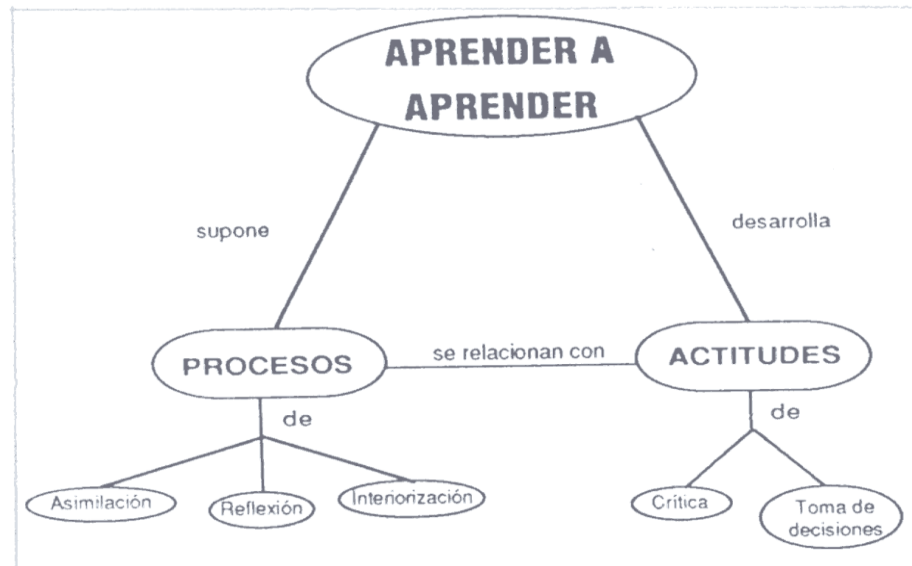 APRENDER A
APRENDER
supone
desarrolla
PROCESOS
se relacionan con
ACTITUDES
de
de
Asimilación
Reflexión
Interiorización
Crítica
Toma de
decisiones